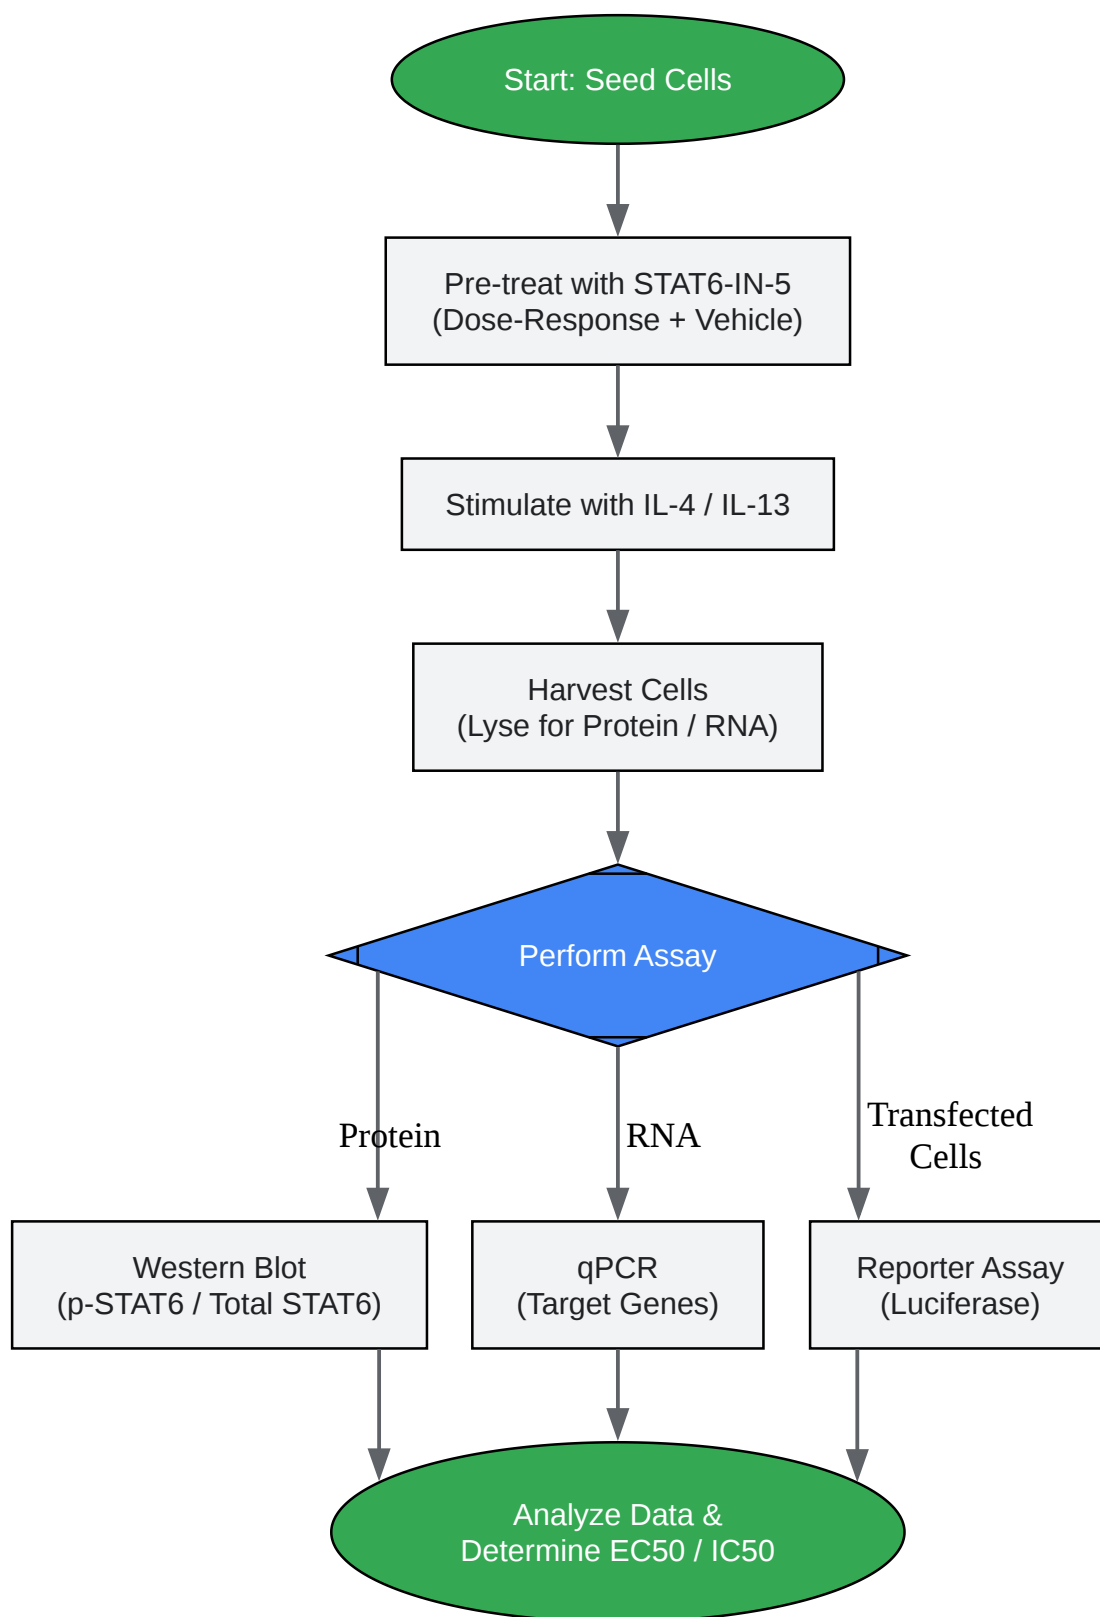 Start: Seed Cells
Pre-treat with STAT6-IN-5
(Dose-Response + Vehicle)
Stimulate with IL-4 / IL-13
Harvest Cells
(Lyse for Protein / RNA)
Perform Assay
Protein
RNA
Transfected
Cells
Western Blot
(p-STAT6 / Total STAT6)
qPCR
(Target Genes)
Reporter Assay
(Luciferase)
Analyze Data &
Determine EC50 / IC50